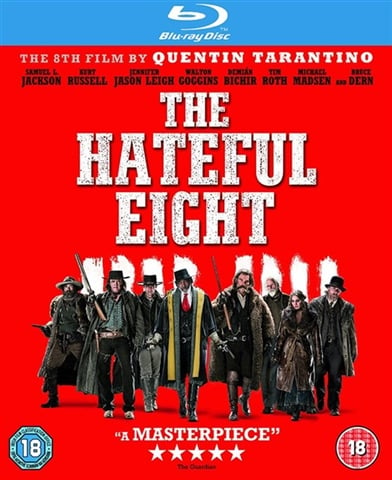 Blu-ray Disc
THE 8TH FILM BY QUENTIN TARANTINO
SAMUEL L. JACKSON KURT RUSSELL JENNIFER JASON LEIGH WALTON GOGGINS DEMIÁN BICHIR TIM ROTH MICHAEL MADSEN AND BRUCE DERN
THE
HATEFUL
EIGHT
18
18
"A MASTERPIECE"
★★★★★
The Guardian